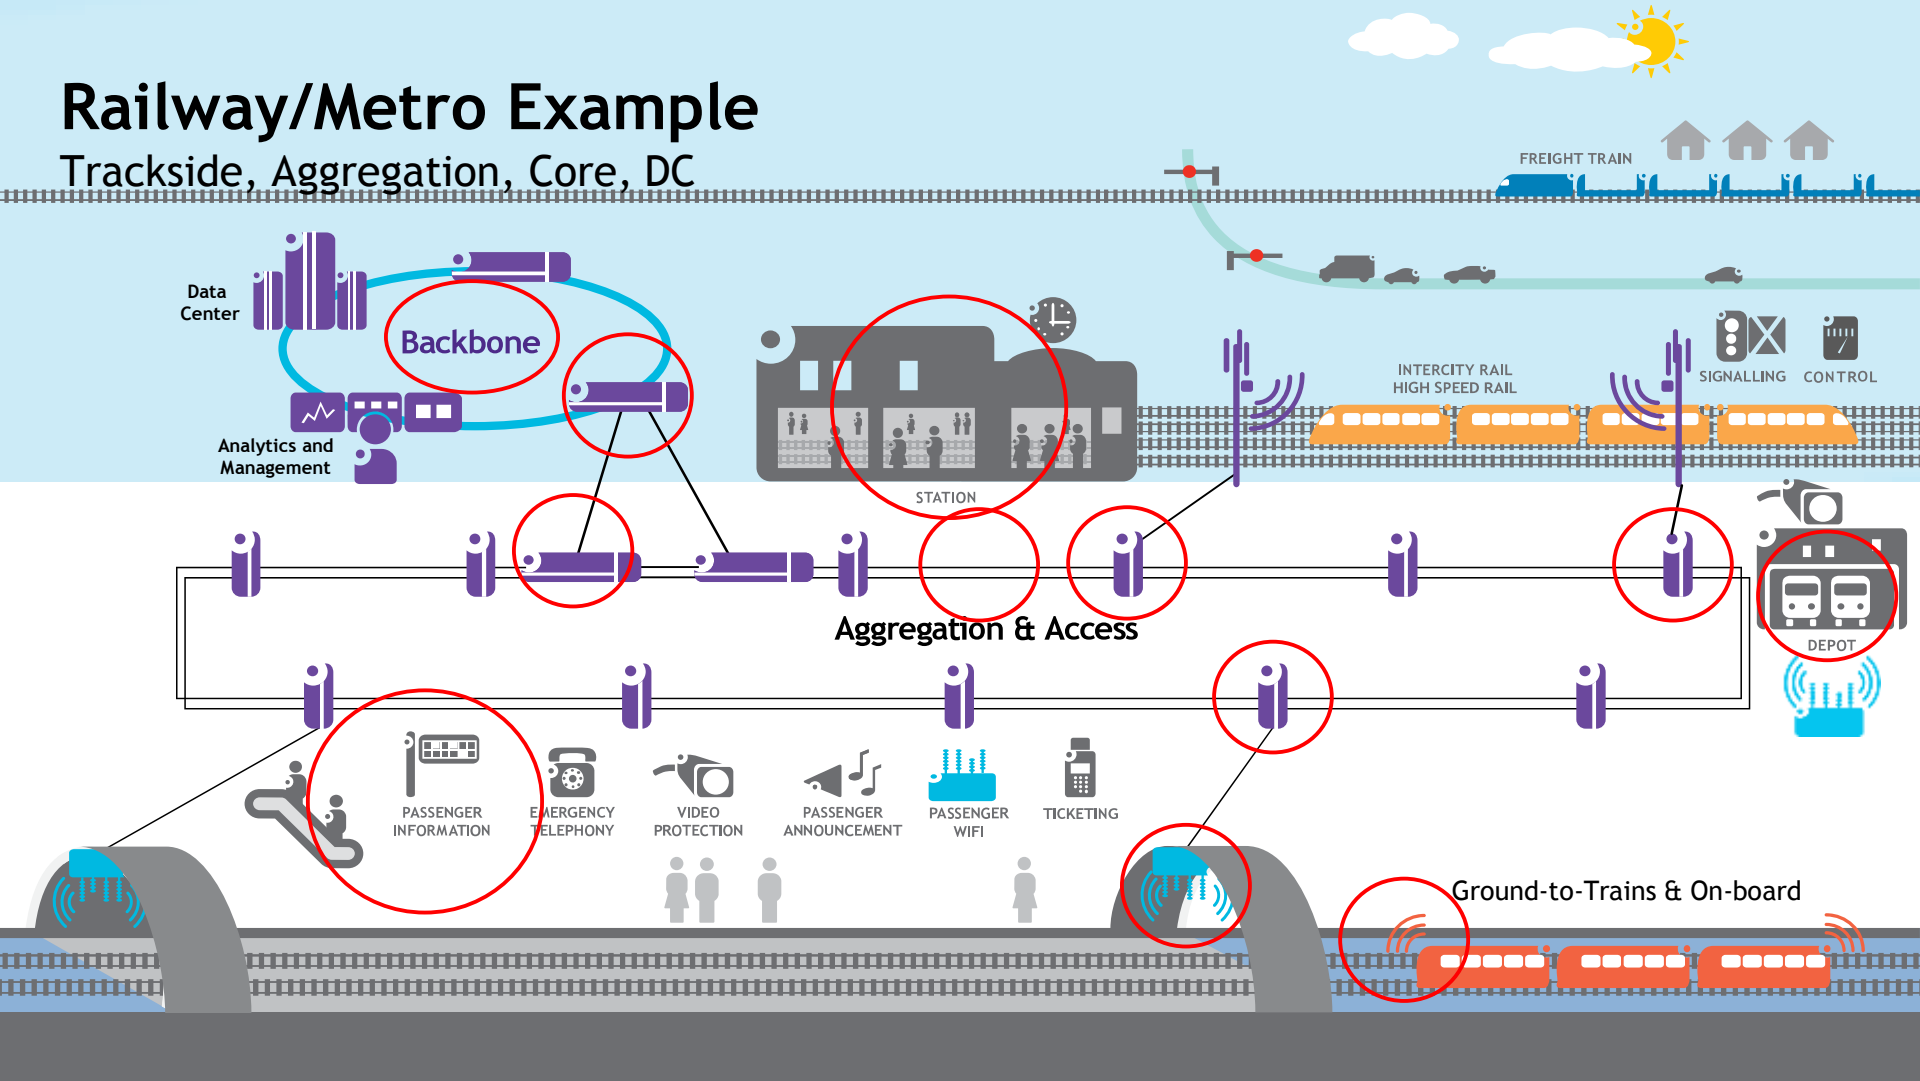 Railway/Metro Example
Trackside, Aggregation, Core, DC
FREIGHT TRAIN
Data
Center
Backbone
INTERCITY RAIL
HIGH SPEED RAIL
SIGNALLING
CONTROL
Analytics and
Management
STATION
Aggregation & Access
DEPOT
PASSENGER
INFORMATION
EMERGENCY
TELEPHONY
VIDEO
PROTECTION
PASSENGER
ANNOUNCEMENT
PASSENGER
WIFI
TICKETING
Ground-to-Trains & On-board